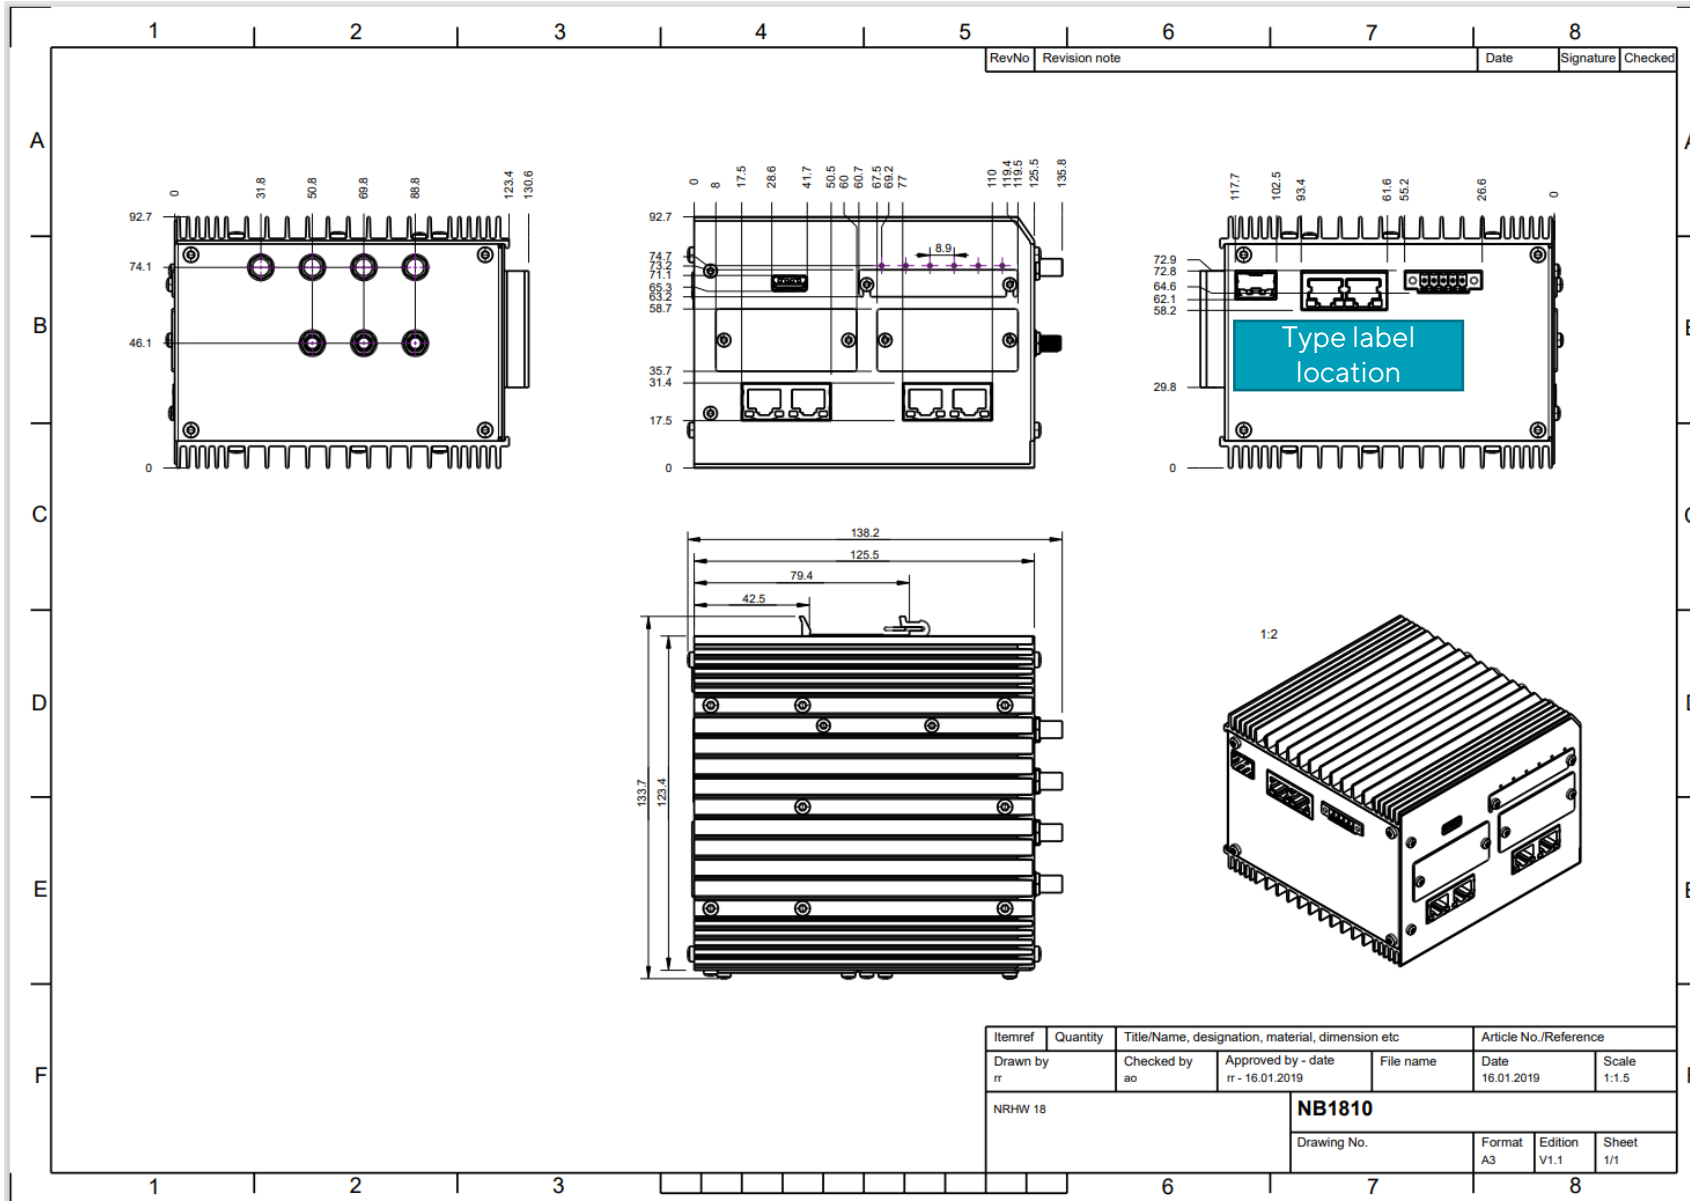 1 2 3 4 5 6 7 8
RevNo Revision note Date Signature Checked
A
0 31.8 50.8 69.8 88.8 123.4 130.6
92.7
74.1
46.1
0
0 8 17.5 28.6 41.7 50.5 60 60.7 67.5 69.2 77 110 119.4 119.5 125.5 135.8
92.7
74.7
73.2
71.1
65.3
63.2
58.7
35.7
31.4
17.5
0
8.9
117.7 102.5 93.4 61.6 55.2 26.6 0
72.9
72.8
64.6
62.1
58.2
29.8
0
Type label
location
B
C
138.2
125.5
79.4
42.5
133.7
123.4
1:2
D
E
F
Itemref Quantity Title/Name, designation, material, dimension etc Article No./Reference
Drawn by Checked by Approved by - date File name Date Scale
rr ao rr - 16.01.2019 16.01.2019 1:1.5
NRHW 18 NB1810
Drawing No. Format Edition Sheet
A3 V1.1 1/1
1 2 3 6 7 8